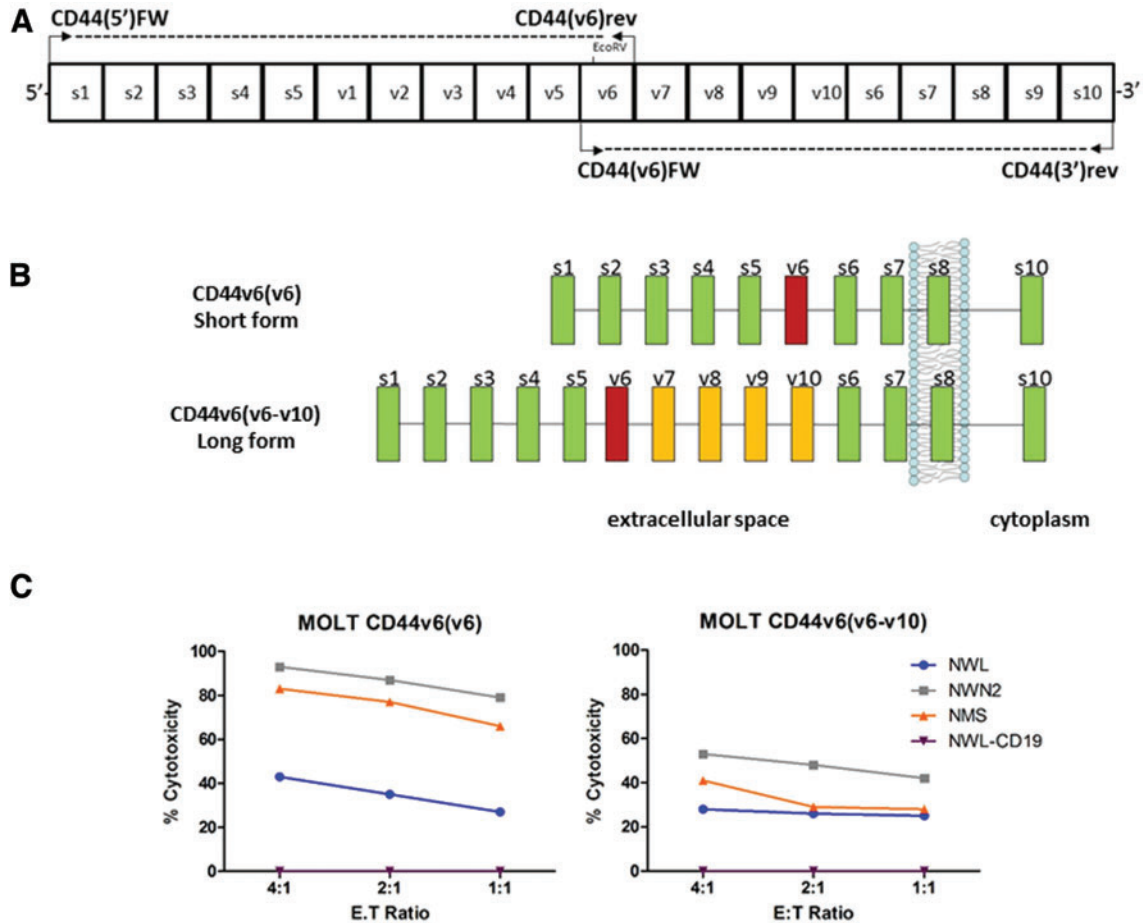 A
CD44(5')FW CD44(v6)rev
EcoRV
5'- s1 s2 s3 s4 s5 v1 v2 v3 v4 v5 v6 v7 v8 v9 v10 s6 s7 s8 s9 s10 -3'
CD44(v6)FW CD44(3')rev
B
s1 s2 s3 s4 s5 v6 s6 s7 s8 s10
CD44v6(v6)
Short form
s1 s2 s3 s4 s5 v6 v7 v8 v9 v10 s6 s7 s8 s10
CD44v6(v6-v10)
Long form
extracellular space cytoplasm
C
MOLT CD44v6(v6)
% Cytotoxicity
100
80
60
40
20
0
4:1 2:1 1:1
E.T Ratio
MOLT CD44v6(v6-v10)
% Cytotoxicity
100
80
60
40
20
0
4:1 2:1 1:1
E:T Ratio
NWL
NWN2
NMS
NWL-CD19